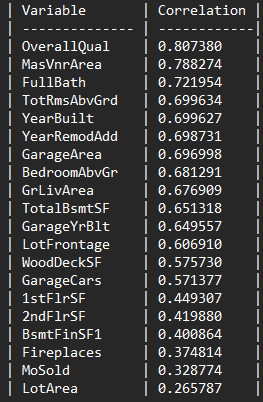 | Variable | Correlation |
| -------------- | ------------|
| OverallQual | 0.807380
| MasVnrArea | 0.788274
| FullBath | 0.721954
| TotRmsAbvGrd | 0.699634
| YearBuilt | 0.699627
| YearRemodAdd | 0.698731
| GarageArea | 0.696998
| BedroomAbvGr | 0.681291
| GrLivArea | 0.676909
| TotalBsmtSF | 0.651318
| GarageYrBlt | 0.649557
| LotFrontage | 0.606910
| WoodDeckSF | 0.575730
| GarageCars | 0.571377
| 1stFlrSF | 0.449307
| 2ndFlrSF | 0.419880
| BsmtFinSF1 | 0.400864
| Fireplaces | 0.374814
| MoSold | 0.328774
| LotArea | 0.265787